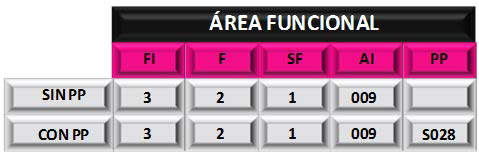 ÁREA FUNCIONAL
FI F SF AI PP
SIN PP 3 2 1 009
CON PP 3 2 1 009 S028